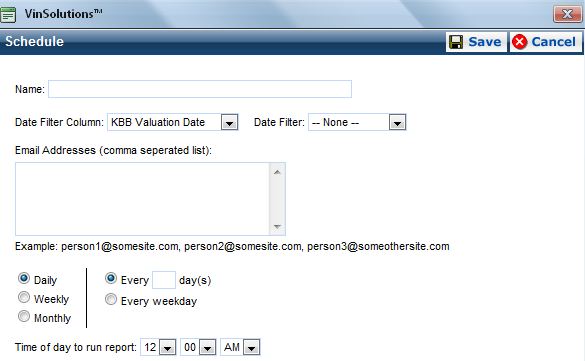 VinSolutions™
Schedule Save Cancel
Name:
Date Filter Column: KBB Valuation Date Date Filter: -- None --
Email Addresses (comma seperated list):
Example: person1@somesite.com, person2@somesite.com, person3@someothersite.com
Daily Every day(s)
Weekly Every weekday
Monthly
Time of day to run report: 12 00 AM